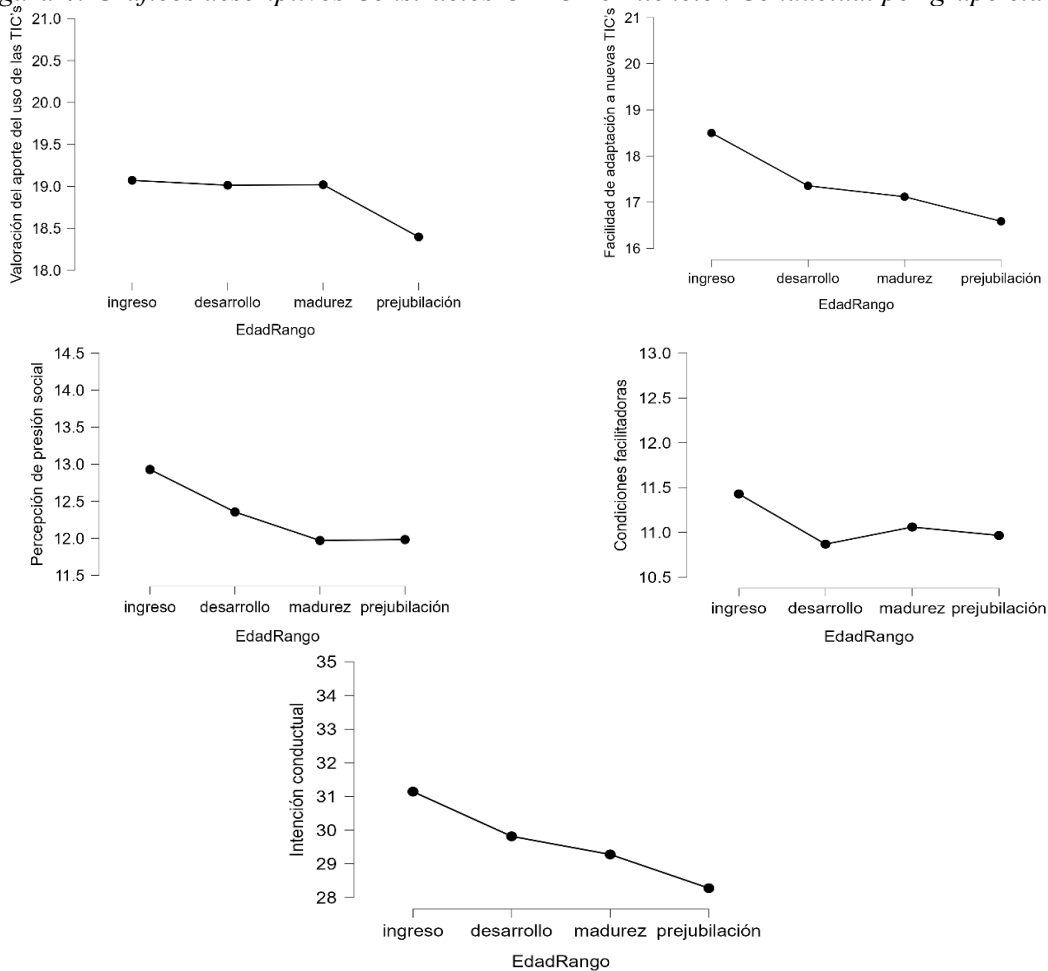 Valoración del aporte del uso de las TIC's
21.0
20.5
20.0
19.5
19.0
18.5
18.0
ingreso desarrollo madurez prejubilación
EdadRango
Facilidad de adaptación a nuevas TIC's
21
20
19
18
17
16
ingreso desarrollo madurez prejubilación
EdadRango
Percepción de presión social
14.5
14.0
13.5
13.0
12.5
12.0
11.5
ingreso desarrollo madurez prejubilación
EdadRango
Condiciones facilitadoras
13.0
12.5
12.0
11.5
11.0
10.5
ingreso desarrollo madurez prejubilación
EdadRango
Intención conductual
35
34
33
32
31
30
29
28
ingreso desarrollo madurez prejubilación
EdadRango